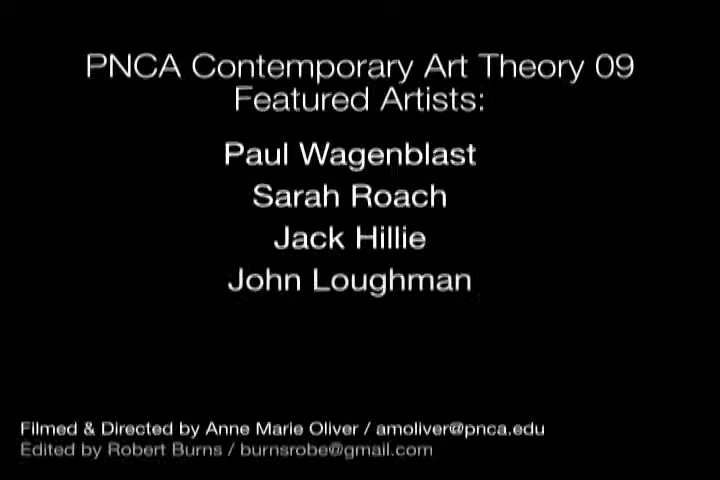 PNCA Contemporary Art Theory 09
Featured Artists:
Paul Wagenblast
Sarah Roach
Jack Hillie
John Loughman
Filmed & Directed by Anne Marie Oliver / amoliver@pnca.edu
Edited by Robert Burns / burnsrobe@gmail.com